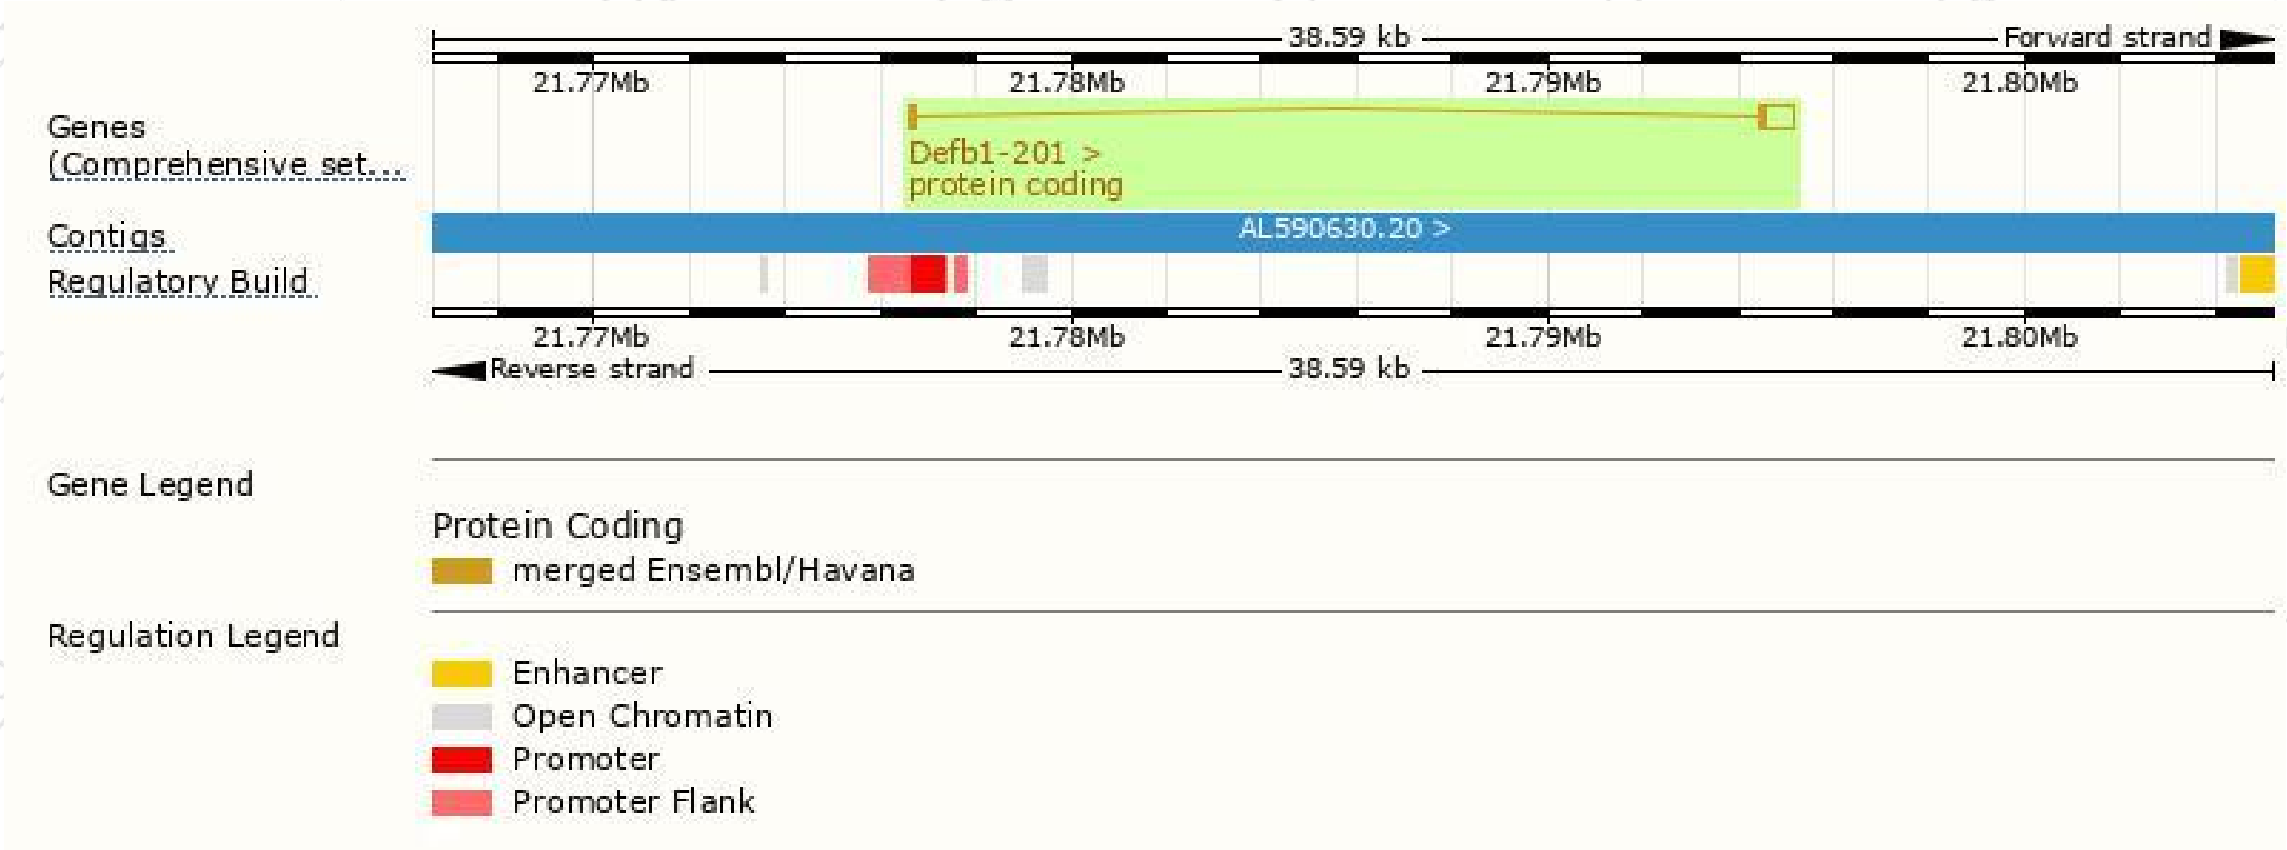 38.59 kb Forward strand
21.77Mb 21.78Mb 21.79Mb 21.80Mb
Genes
(Comprehensive set...
Defb1-201 >
protein coding
Contigs
AL590630.20 >
Regulatory Build
21.77Mb 21.78Mb 21.79Mb 21.80Mb
Reverse strand 38.59 kb
Gene Legend
Protein Coding
merged Ensembl/Havana
Regulation Legend
Enhancer
Open Chromatin
Promoter
Promoter Flank